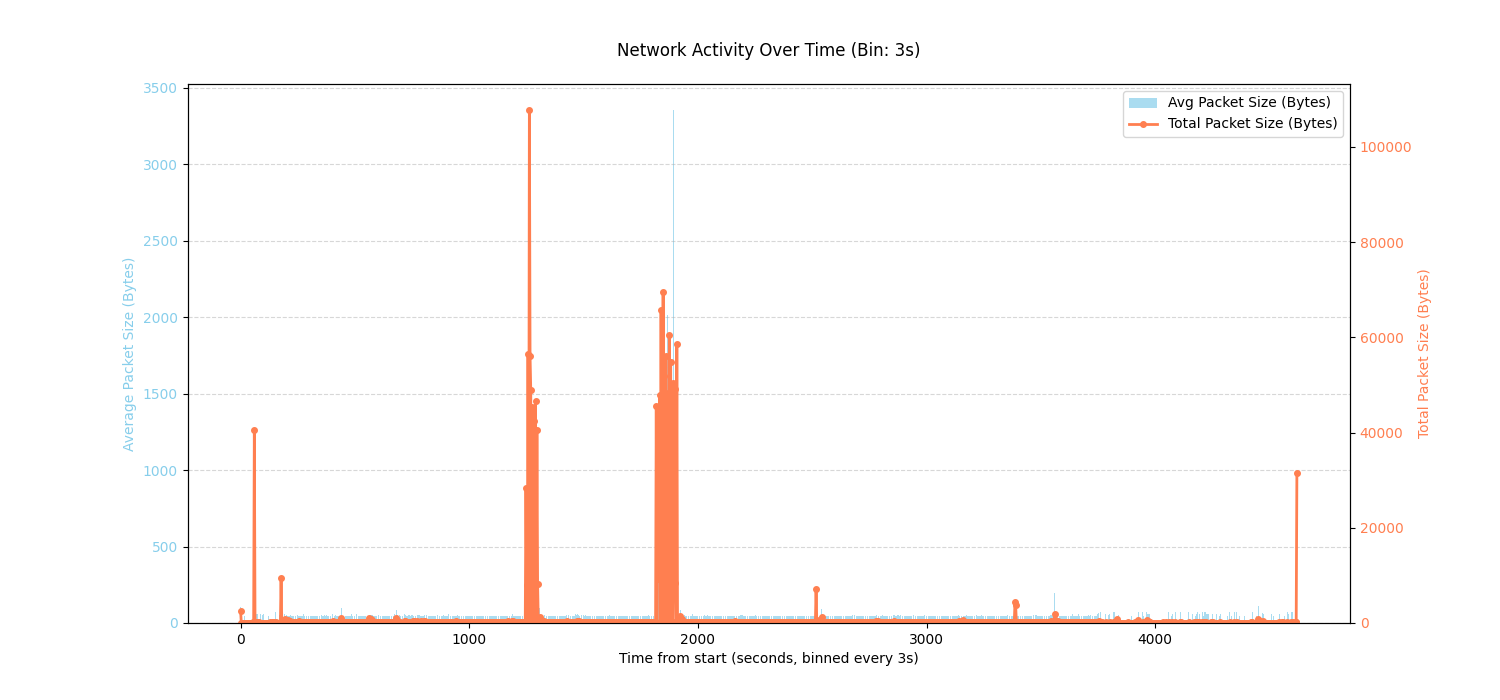 Network Activity Over Time (Bin: 3s)
Avg Packet Size (Bytes)
Total Packet Size (Bytes)
Average Packet Size (Bytes)
3500
3000
2500
2000
1500
1000
500
0
100000
80000
60000
40000
20000
0
Total Packet Size (Bytes)
0 1000 2000 3000 4000
Time from start (seconds, binned every 3s)